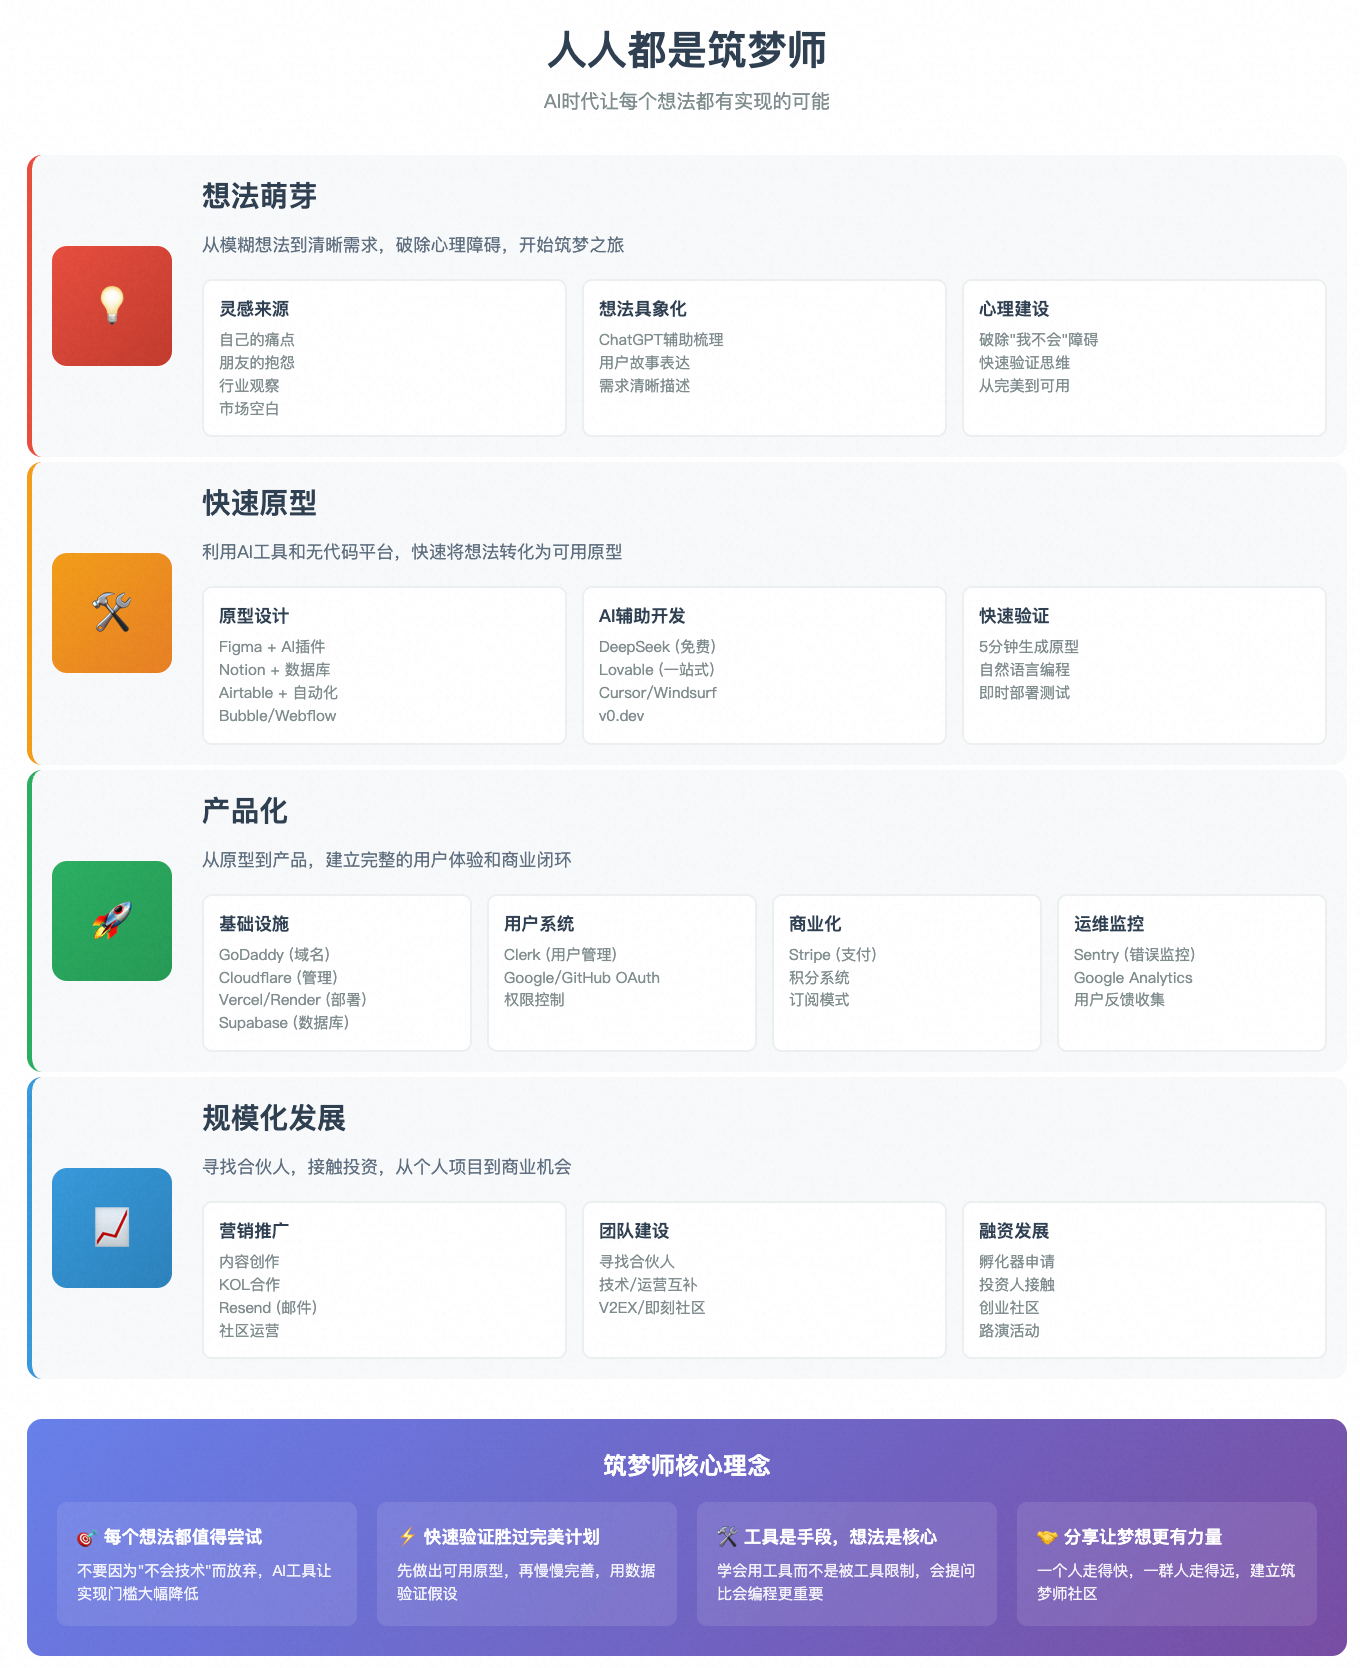 人人都是筑梦师
AI时代让每个想法都有实现的可能
想法萌芽
从模糊想法到清晰需求，破除心理障碍，开始筑梦之旅
灵感来源
自己的痛点
朋友的抱怨
行业观察
市场空白
想法具象化
ChatGPT辅助梳理
用户故事表达
需求清晰描述
心理建设
破除"我不会"障碍
快速验证思维
从完美到可用
快速原型
利用AI工具和无代码平台，快速将想法转化为可用原型
原型设计
Figma + AI插件
Notion + 数据库
Airtable + 自动化
Bubble/Webflow
AI辅助开发
DeepSeek (免费)
Lovable (一站式)
Cursor/Windsurf
v0.dev
快速验证
5分钟生成原型
自然语言编程
即时部署测试
产品化
从原型到产品，建立完整的用户体验和商业闭环
基础设施
GoDaddy (域名)
Cloudflare (管理)
Vercel/Render (部署)
Supabase (数据库)
用户系统
Clerk (用户管理)
Google/GitHub OAuth
权限控制
商业化
Stripe (支付)
积分系统
订阅模式
运维监控
Sentry (错误监控)
Google Analytics
用户反馈收集
规模化发展
寻找合伙人，接触投资，从个人项目到商业机会
营销推广
内容创作
KOL合作
Resend (邮件)
社区运营
团队建设
寻找合伙人
技术/运营互补
V2EX/即刻社区
融资发展
孵化器申请
投资人接触
创业社区
路演活动
筑梦师核心理念
🎯 每个想法都值得尝试
不要因为"不会技术"而放弃，AI工具让
实现门槛大幅降低
⚡ 快速验证胜过完美计划
先做出可用原型，再慢慢完善，用数据
验证假设
🛠️ 工具是手段，想法是核心
学会用工具而不是被工具限制，会提问
比会编程更重要
🤝 分享让梦想更有力量
一个人走得快，一群人走得远，建立筑
梦师社区